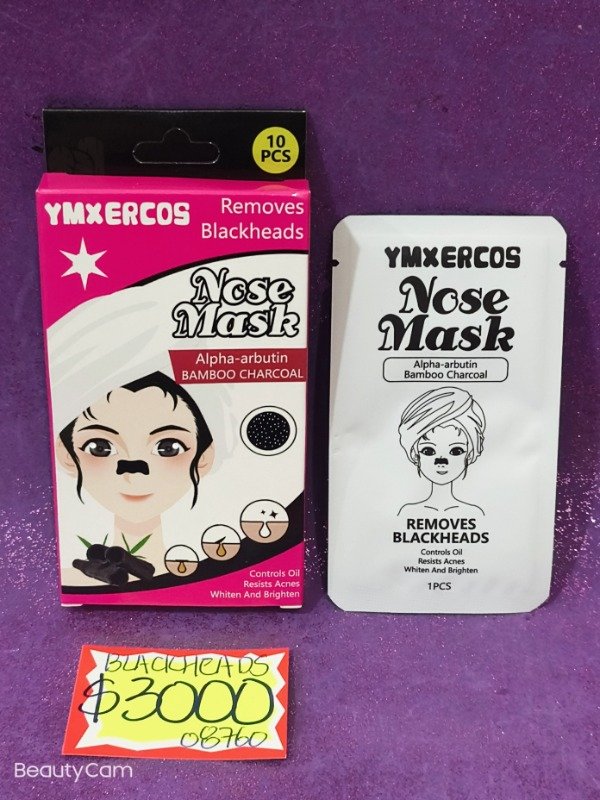 10
PCS
YMXERCOS
Removes
Blackheads
Nose
Mask
Alpha-arbutin
BAMBOO CHARCOAL
Controls Oil
Resists Acnes
Whiten And Brighten
YMXERCOS
Nose
Mask
Alpha-arbutin
Bamboo Charcoal
REMOVES
BLACKHEADS
Controls Oil
Resists Acnes
Whiten And Brighten
1PCS
BLACKHEADS
$3000
08760
BeautyCam